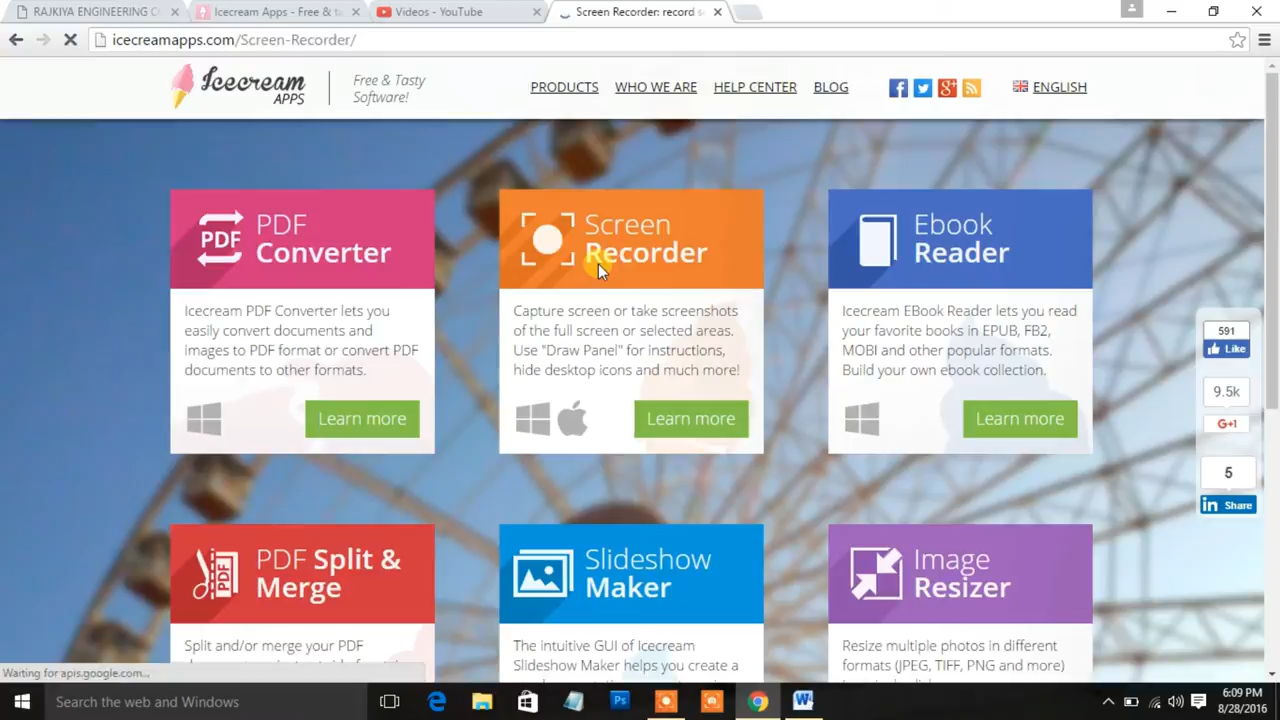 RAJKIYA ENGINEERING C
Icecream Apps - Free & ta
Videos - YouTube
Screen Recorder: record s
icecreamapps.com/Screen-Recorder/
Icecream
APPS
Free & Tasty
Software!
PRODUCTS
WHO WE ARE
HELP CENTER
BLOG
ENGLISH
PDF
PDF
Converter
Icecream PDF Converter lets you
easily convert documents and
images to PDF format or convert PDF
documents to other formats.
Learn more
Screen
Recorder
Capture screen or take screenshots
of the full screen or selected areas.
Use "Draw Panel" for instructions,
hide desktop icons and much more!
Learn more
Ebook
Reader
Icecream EBook Reader lets you read
your favorite books in EPUB, FB2,
MOBI and other popular formats.
Build your own ebook collection.
Learn more
591
Like
9.5k
G+1
5
in Share
PDF
PDF Split &
Merge
Split and/or merge your PDF
Slideshow
Maker
The intuitive GUI of Icecream
Slideshow Maker helps you create a
Image
Resizer
Resize multiple photos in different
formats (JPEG, TIFF, PNG and more)
Waiting for apis.google.com...
Search the web and Windows
Ps
6:09 PM
8/28/2016